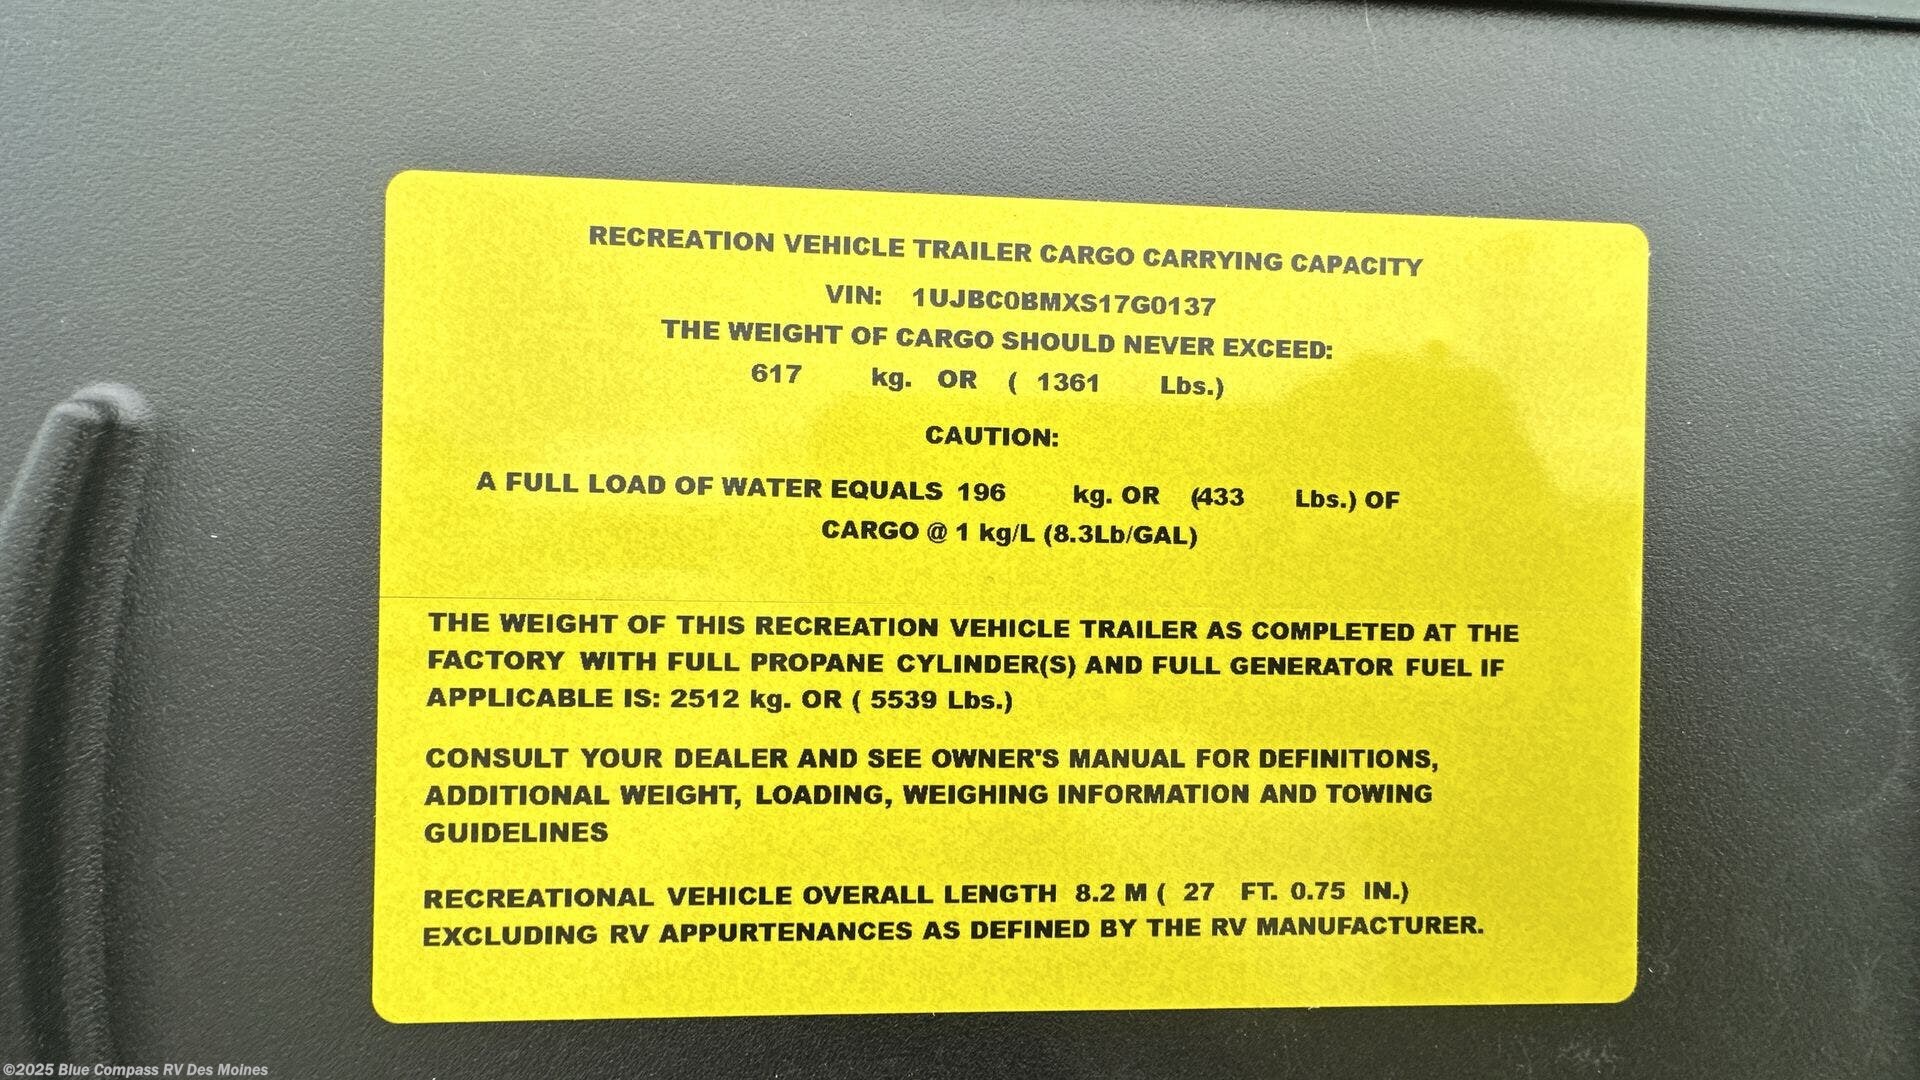 RECREATION VEHICLE TRAILER CARGO CARRYING CAPACITY
VIN: 1UJBC0BMXS17G0137
THE WEIGHT OF CARGO SHOULD NEVER EXCEED:
617 kg. OR ( 1361 Lbs.)
CAUTION:
A FULL LOAD OF WATER EQUALS 196 kg. OR (433 Lbs.) OF
CARGO @ 1 kg/L (8.3Lb/GAL)
THE WEIGHT OF THIS RECREATION VEHICLE TRAILER AS COMPLETED AT THE
FACTORY WITH FULL PROPANE CYLINDER(S) AND FULL GENERATOR FUEL IF
APPLICABLE IS: 2512 kg. OR ( 5539 Lbs.)
CONSULT YOUR DEALER AND SEE OWNER'S MANUAL FOR DEFINITIONS,
ADDITIONAL WEIGHT, LOADING, WEIGHING INFORMATION AND TOWING
GUIDELINES
RECREATIONAL VEHICLE OVERALL LENGTH 8.2 M ( 27 FT. 0.75 IN.)
EXCLUDING RV APPURTENANCES AS DEFINED BY THE RV MANUFACTURER.
©2025 Blue Compass RV Des Moines